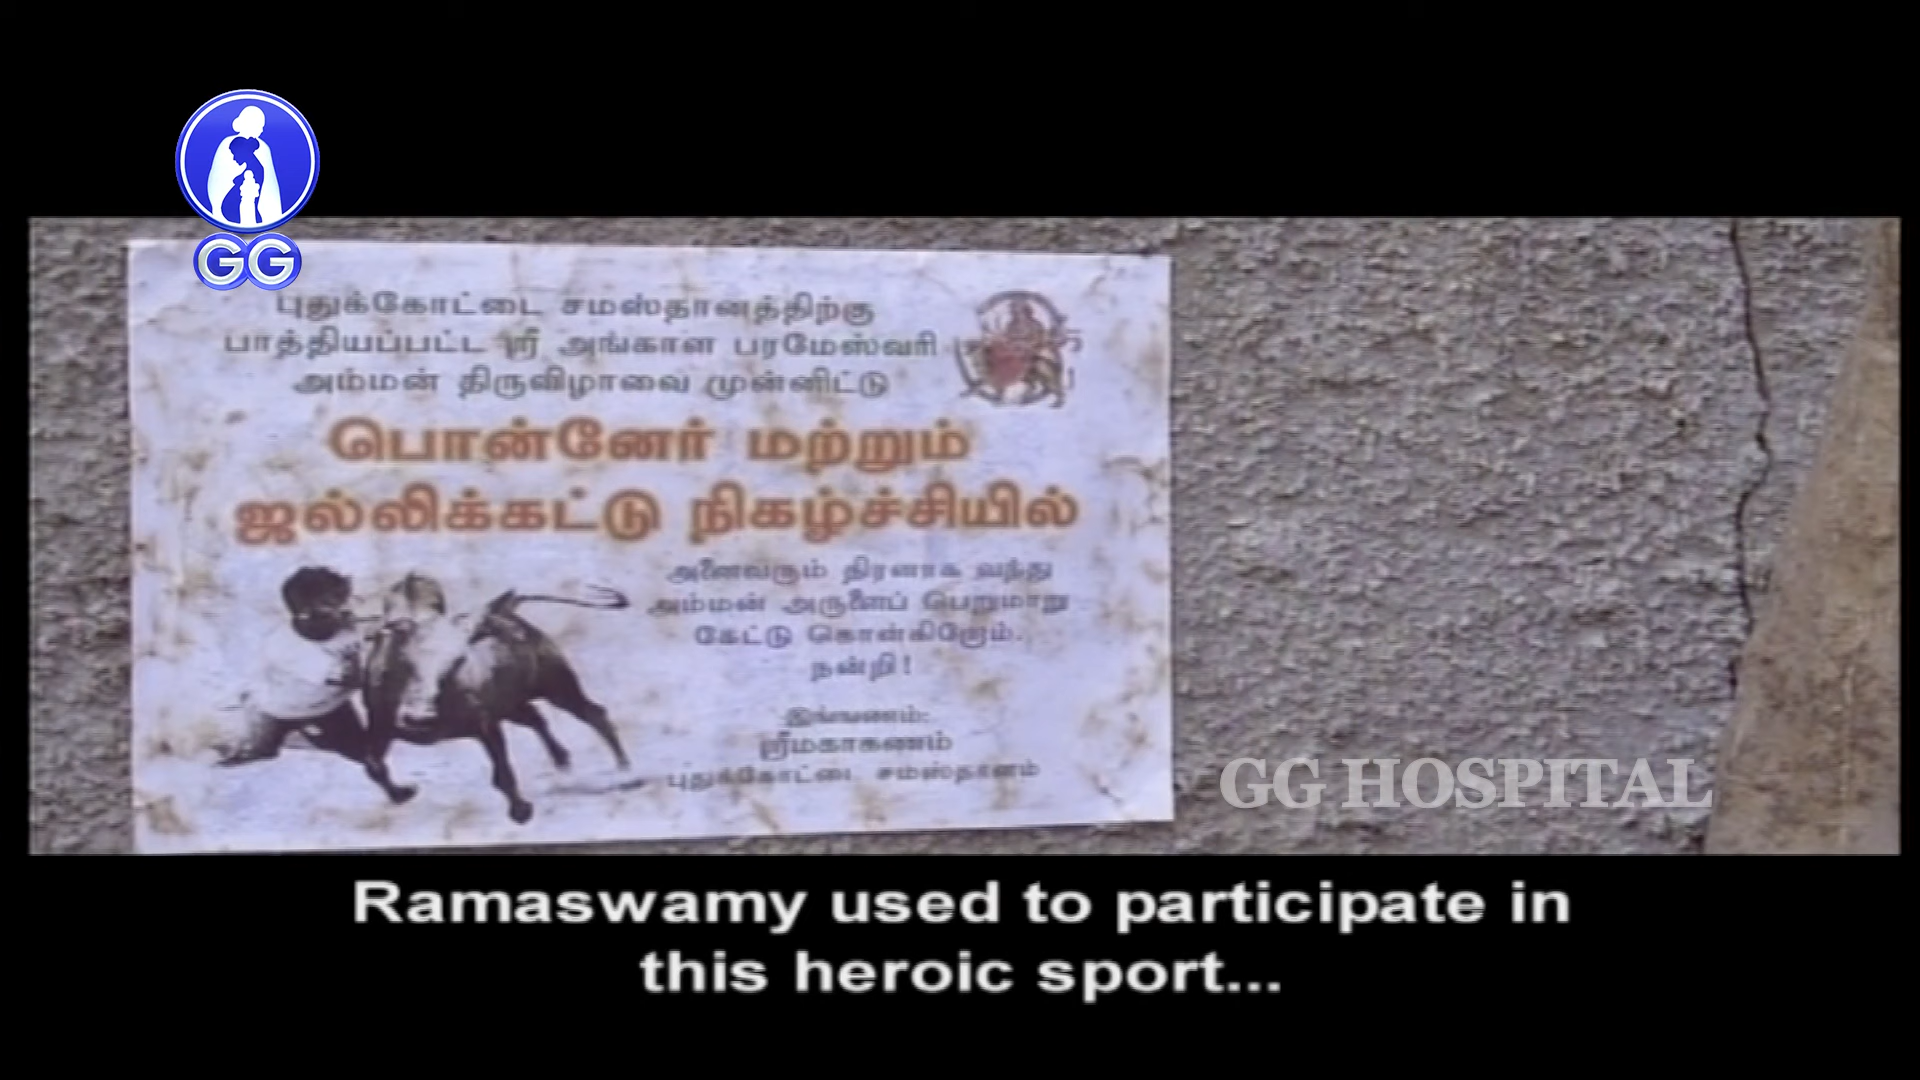 GG
புதுக்கோட்டை சமஸ்தானத்திற்கு
பாத்தியப்பட்ட ஸ்ரீ அங்காள பரமேஸ்வரி
அம்மன் திருவிழாவை முன்னிட்டு
பொன்னேர் மற்றும்
ஜல்லிக்கட்டு நிகழ்ச்சியில்
அனைவரும் திரளாக வந்து
அம்மன் அருளைப் பெறுமாறு
கேட்டு கொள்கிறோம்.
நன்றி!
இங்ஙனம்:
ஸ்ரீமகாகணம்
புதுக்கோட்டை சமஸ்தானம்
GG HOSPITAL
Ramaswamy used to participate in
this heroic sport...